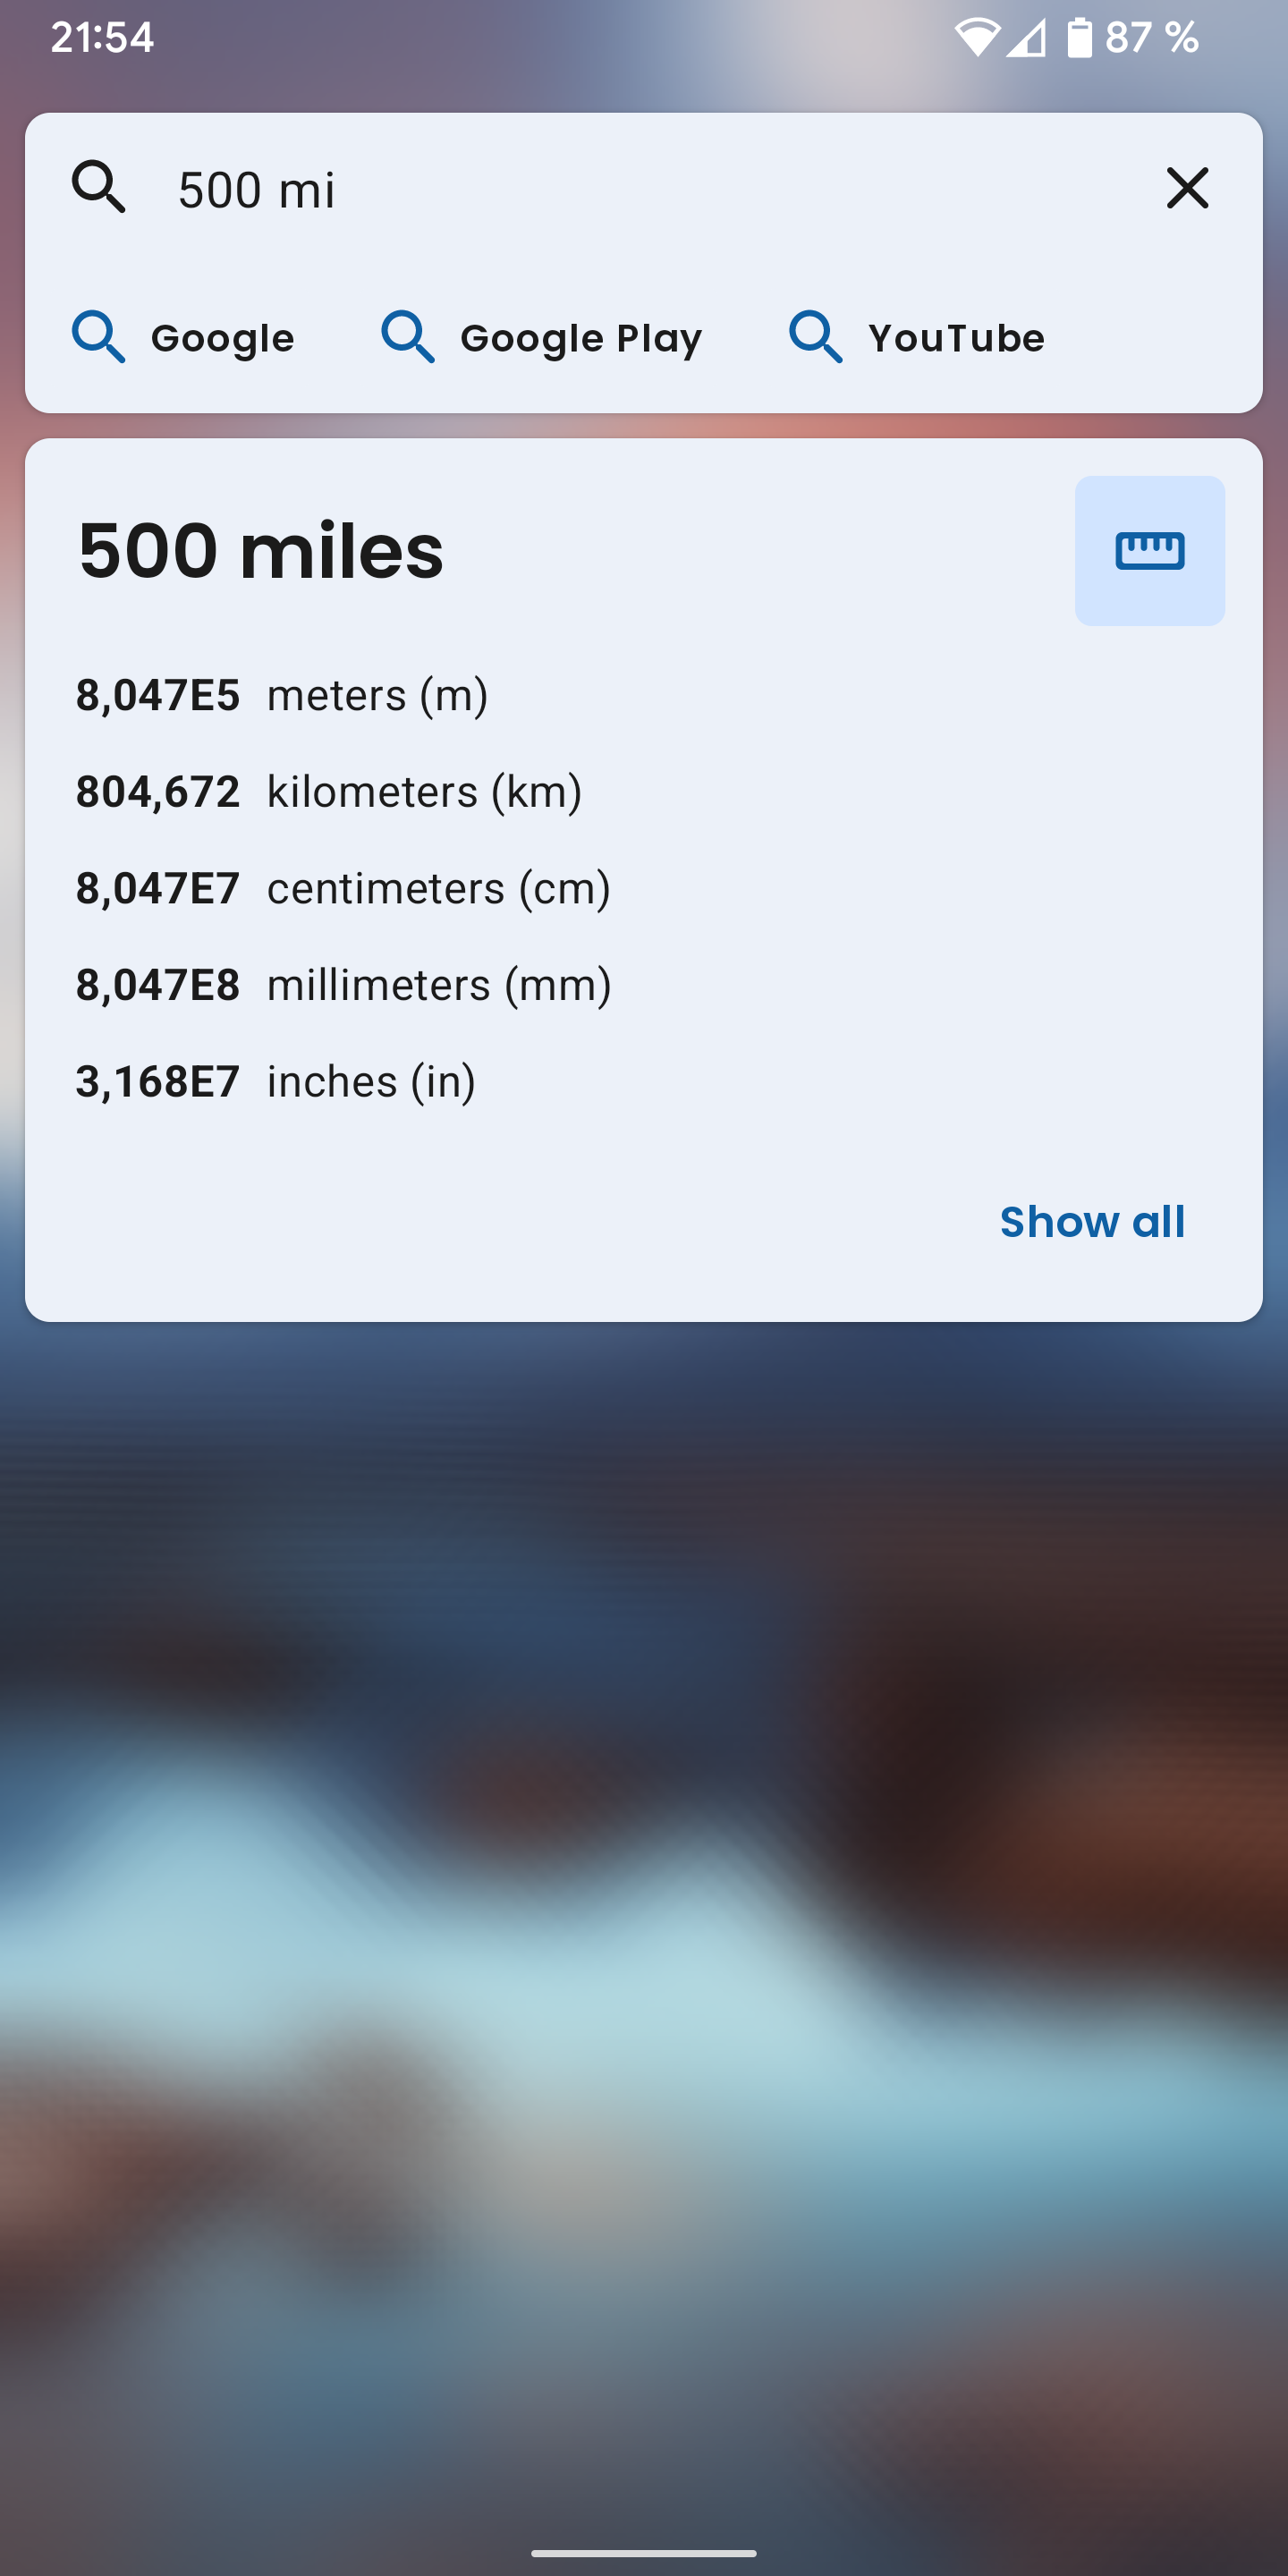 21:54 87 %
500 mi
Google Google Play YouTube
500 miles
8,047E5 meters (m)
804,672 kilometers (km)
8,047E7 centimeters (cm)
8,047E8 millimeters (mm)
3,168E7 inches (in)
Show all